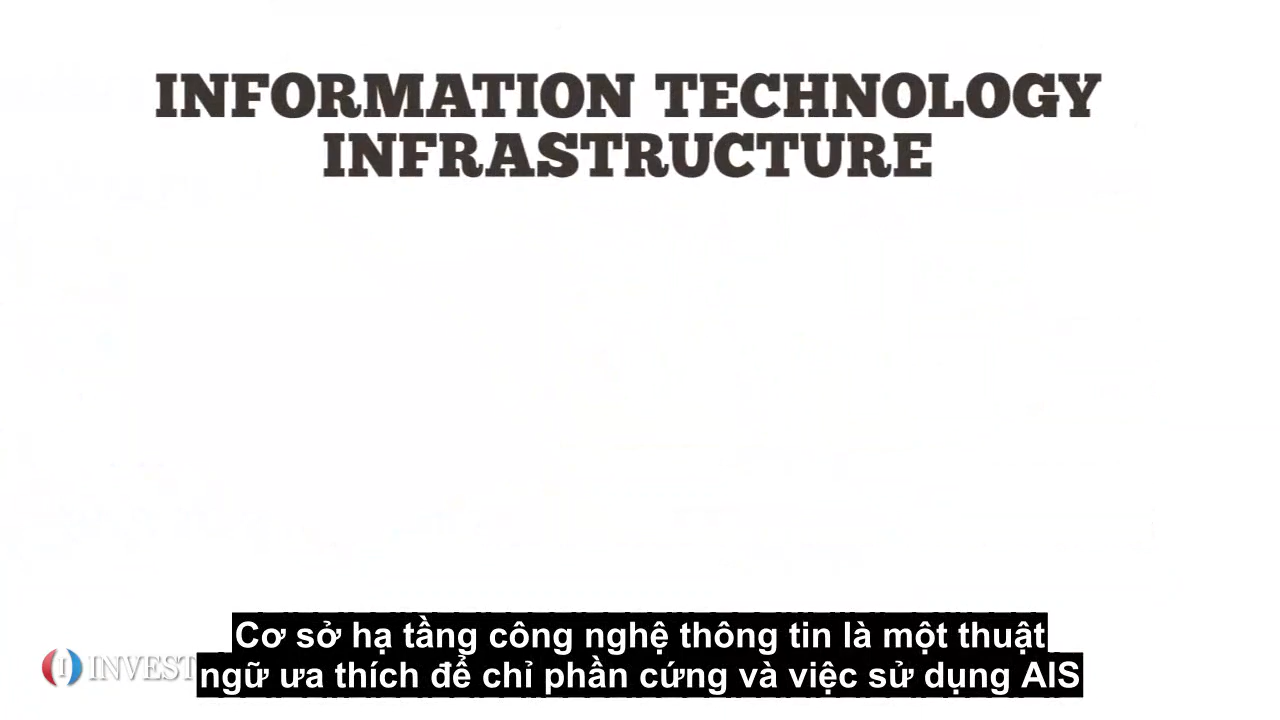 INFORMATION TECHNOLOGY
INFRASTRUCTURE
Cơ sở hạ tầng công nghệ thông tin là một thuật
INVEST
ngữ ưa thích để chỉ phần cứng và việc sử dụng AIS